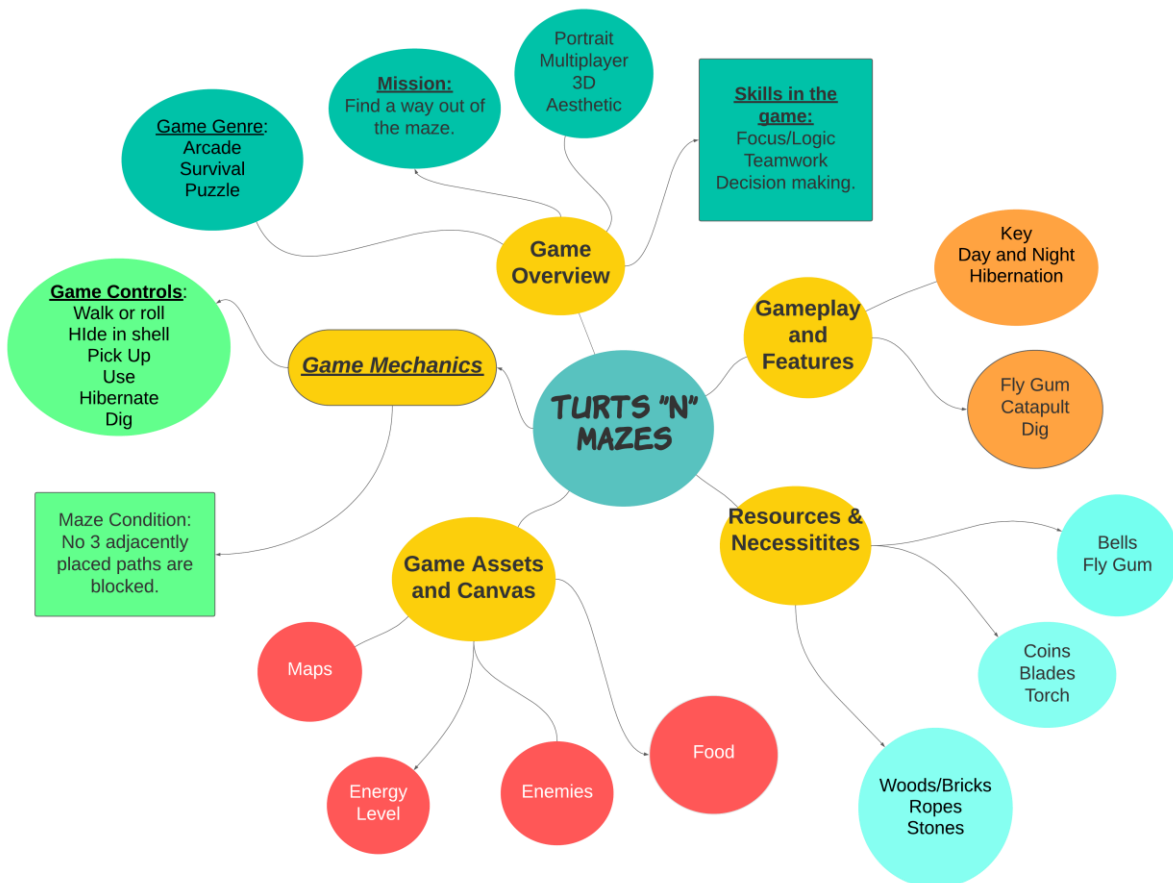 Portrait
Multiplayer
3D
Aesthetic
Mission:
Find a way out of
the maze.
Skills in the
game:
Focus/Logic
Teamwork
Decision making.
Game Genre:
Arcade
Survival
Puzzle
Game
Overview
Key
Day and Night
Hibernation
Game Controls:
Walk or roll
HIde in shell
Pick Up
Use
Hibernate
Dig
Game Mechanics
Gameplay
and
Features
Fly Gum
Catapult
Dig
TURTS "N"
MAZES
Maze Condition:
No 3 adjacently
placed paths are
blocked.
Resources &
Necessitites
Bells
Fly Gum
Game Assets
and Canvas
Coins
Blades
Torch
Maps
Energy
Level
Enemies
Food
Woods/Bricks
Ropes
Stones